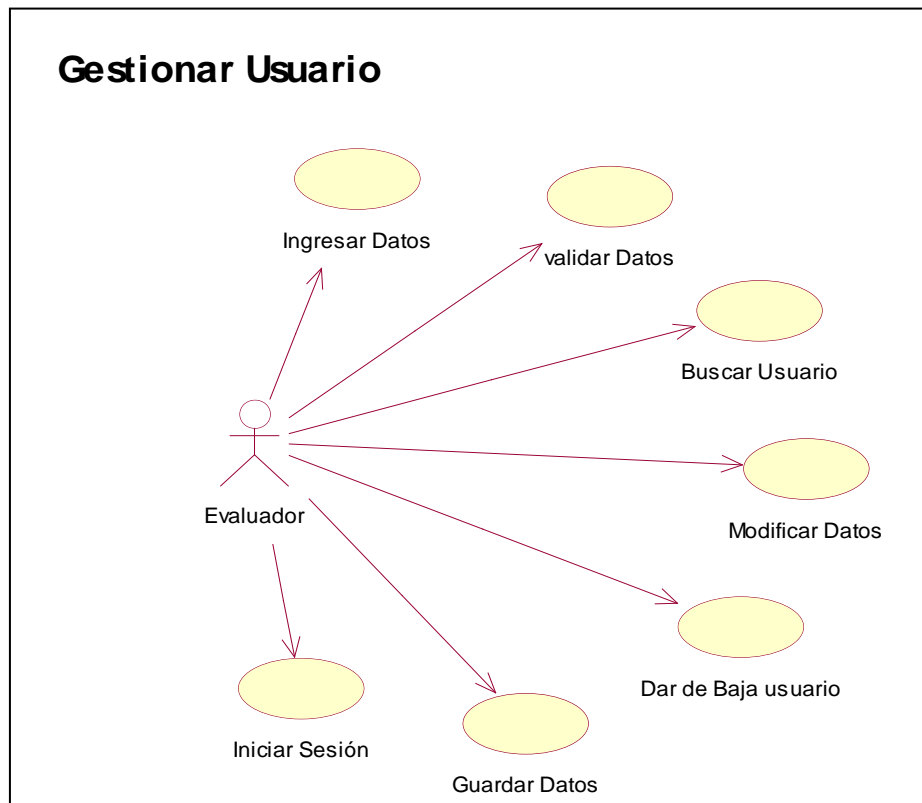 Gestionar Usuario
Ingresar Datos
validar Datos
Buscar Usuario
Modificar Datos
Evaluador
Dar de Baja usuario
Iniciar Sesión
Guardar Datos